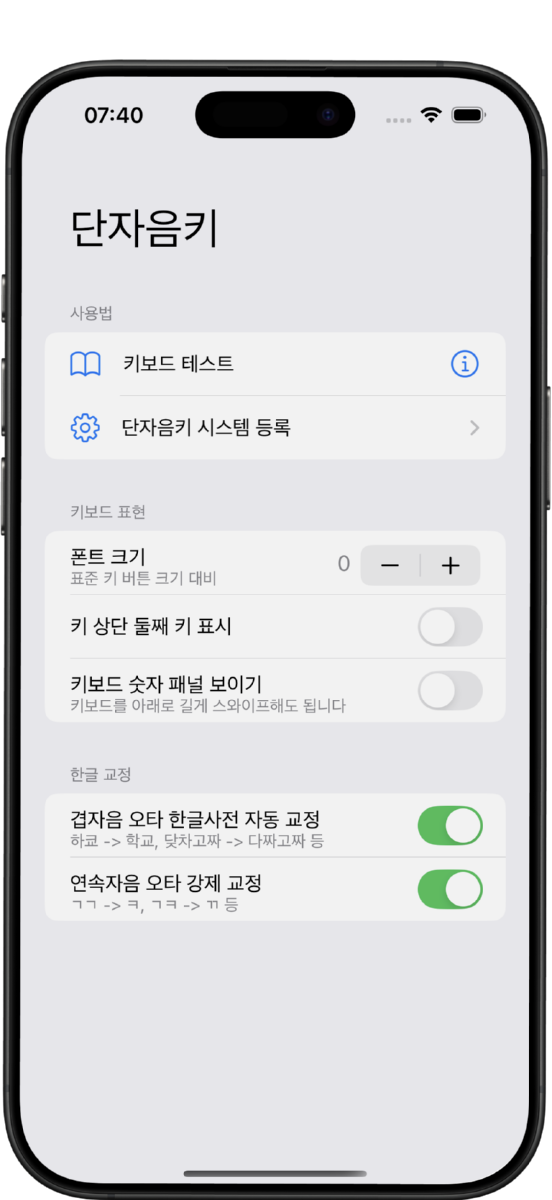 07:40
단자음키
사용법
키보드 테스트
단자음키 시스템 등록
키보드 표현
폰트 크기
표준 키 버튼 크기 대비
0 − +
키 상단 둘째 키 표시
키보드 숫자 패널 보이기
키보드를 아래로 길게 스와이프해도 됩니다
한글 교정
겹자음 오타 한글사전 자동 교정
하쿄 -> 학교, 닻차고짜 -> 다짜고짜 등
연속자음 오타 강제 교정
ㄱㄱ -> ㅋ, ㄱㅋ -> ㄲ 등